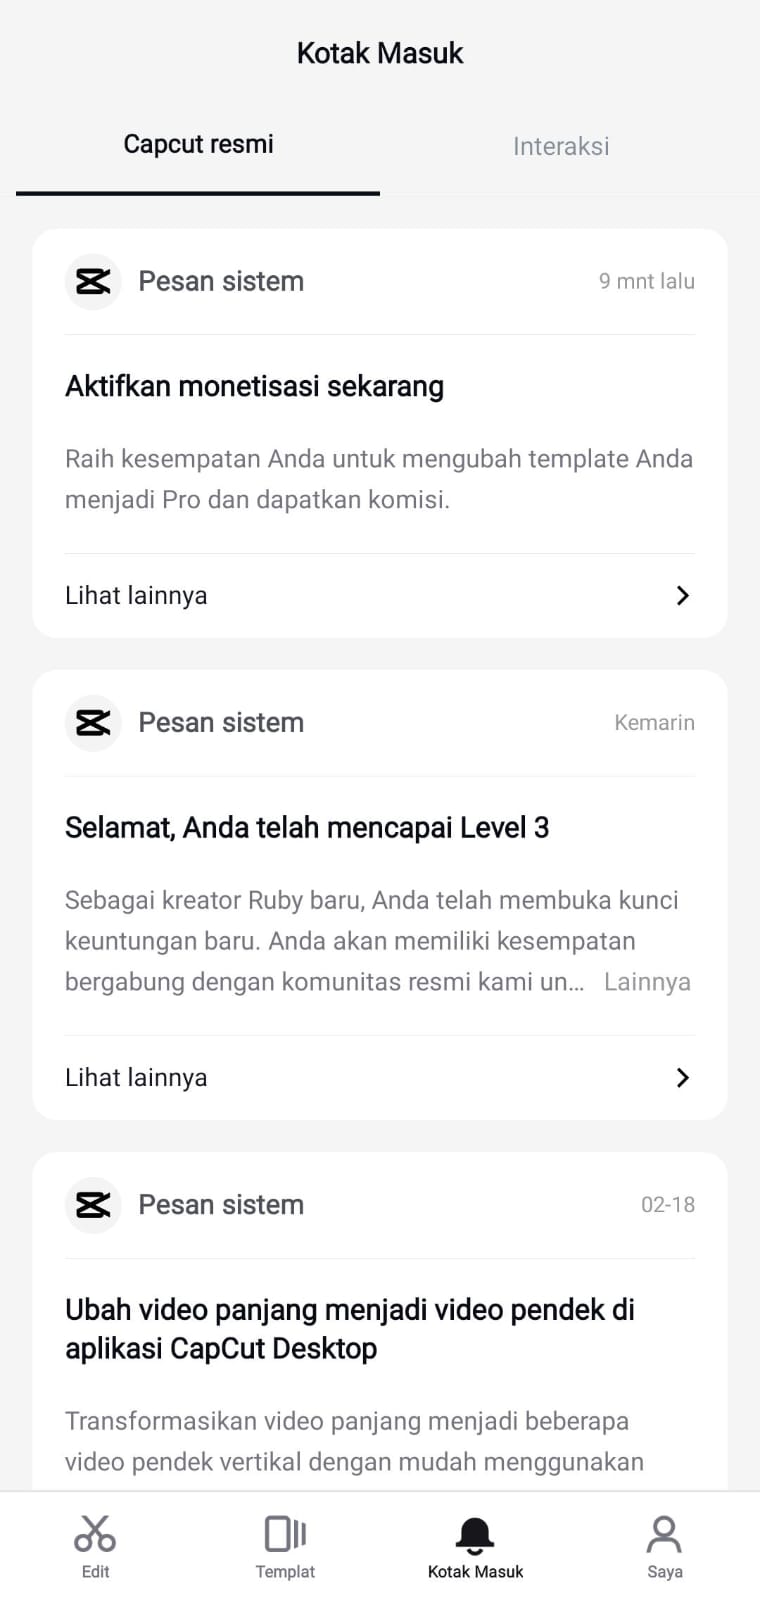 Kotak Masuk
Capcut resmi
Interaksi
Pesan sistem
9 mnt lalu
Aktifkan monetisasi sekarang
Raih kesempatan Anda untuk mengubah template Anda
menjadi Pro dan dapatkan komisi.
Lihat lainnya
Pesan sistem
Kemarin
Selamat, Anda telah mencapai Level 3
Sebagai kreator Ruby baru, Anda telah membuka kunci
keuntungan baru. Anda akan memiliki kesempatan
bergabung dengan komunitas resmi kami un... Lainnya
Lihat lainnya
Pesan sistem
02-18
Ubah video panjang menjadi video pendek di
aplikasi CapCut Desktop
Transformasikan video panjang menjadi beberapa
video pendek vertikal dengan mudah menggunakan
Edit
Templat
Kotak Masuk
Saya